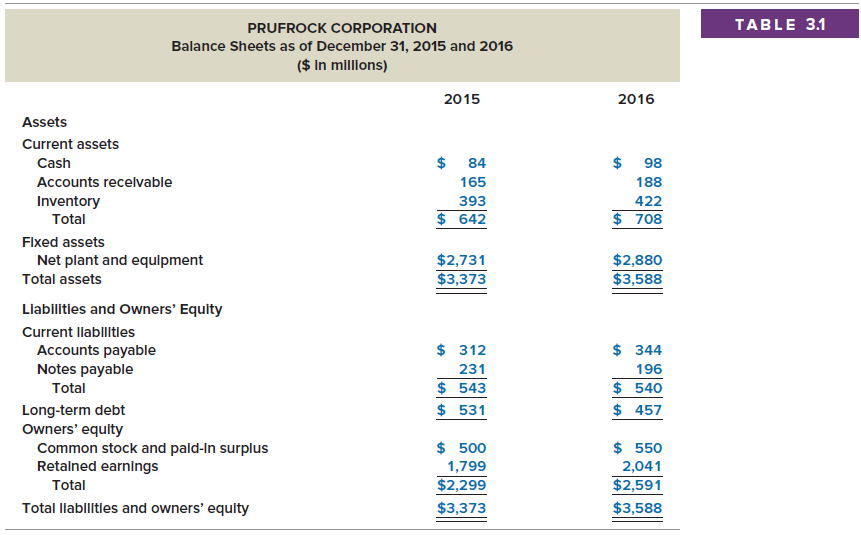 PRUFROCK CORPORATION
Balance Sheets as of December 31, 2015 and 2016
($ in millions)
TABLE 3.1
2015 2016
Assets
Current assets
Cash $ 84 $ 98
Accounts receivable 165 188
Inventory 393 422
Total $ 642 $ 708
Fixed assets
Net plant and equipment $2,731 $2,880
Total assets $3,373 $3,588
Liabilities and Owners' Equity
Current liabilities
Accounts payable $ 312 $ 344
Notes payable 231 196
Total $ 543 $ 540
Long-term debt $ 531 $ 457
Owners' equity
Common stock and paid-in surplus $ 500 $ 550
Retained earnings 1,799 2,041
Total $2,299 $2,591
Total liabilities and owners' equity $3,373 $3,588